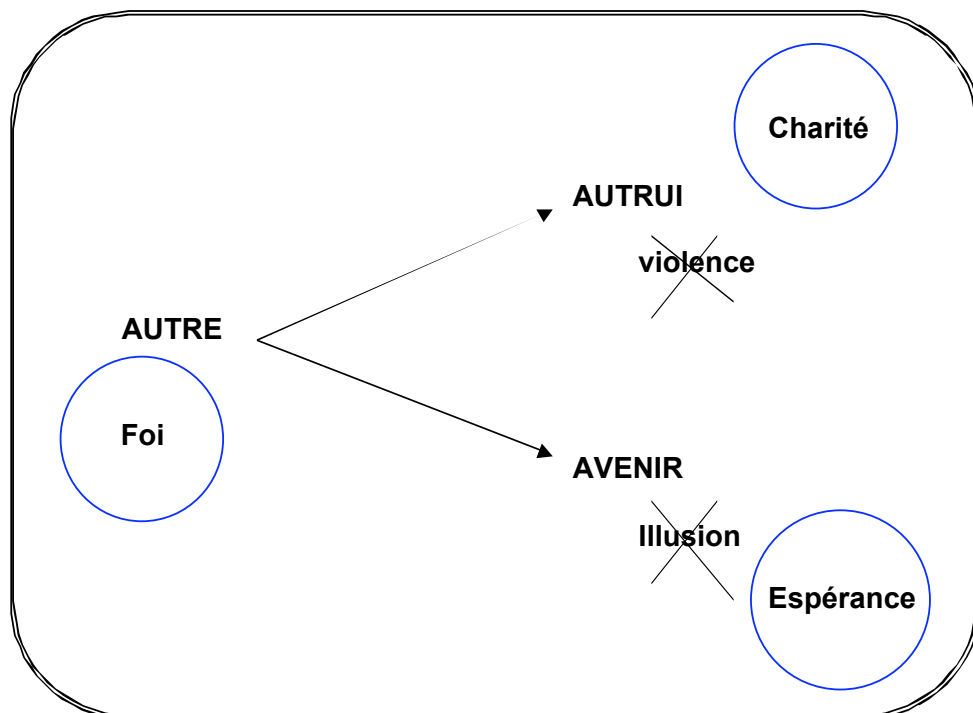 Charité
AUTRUI
violence
AUTRE
Foi
AVENIR
Illusion
Espérance